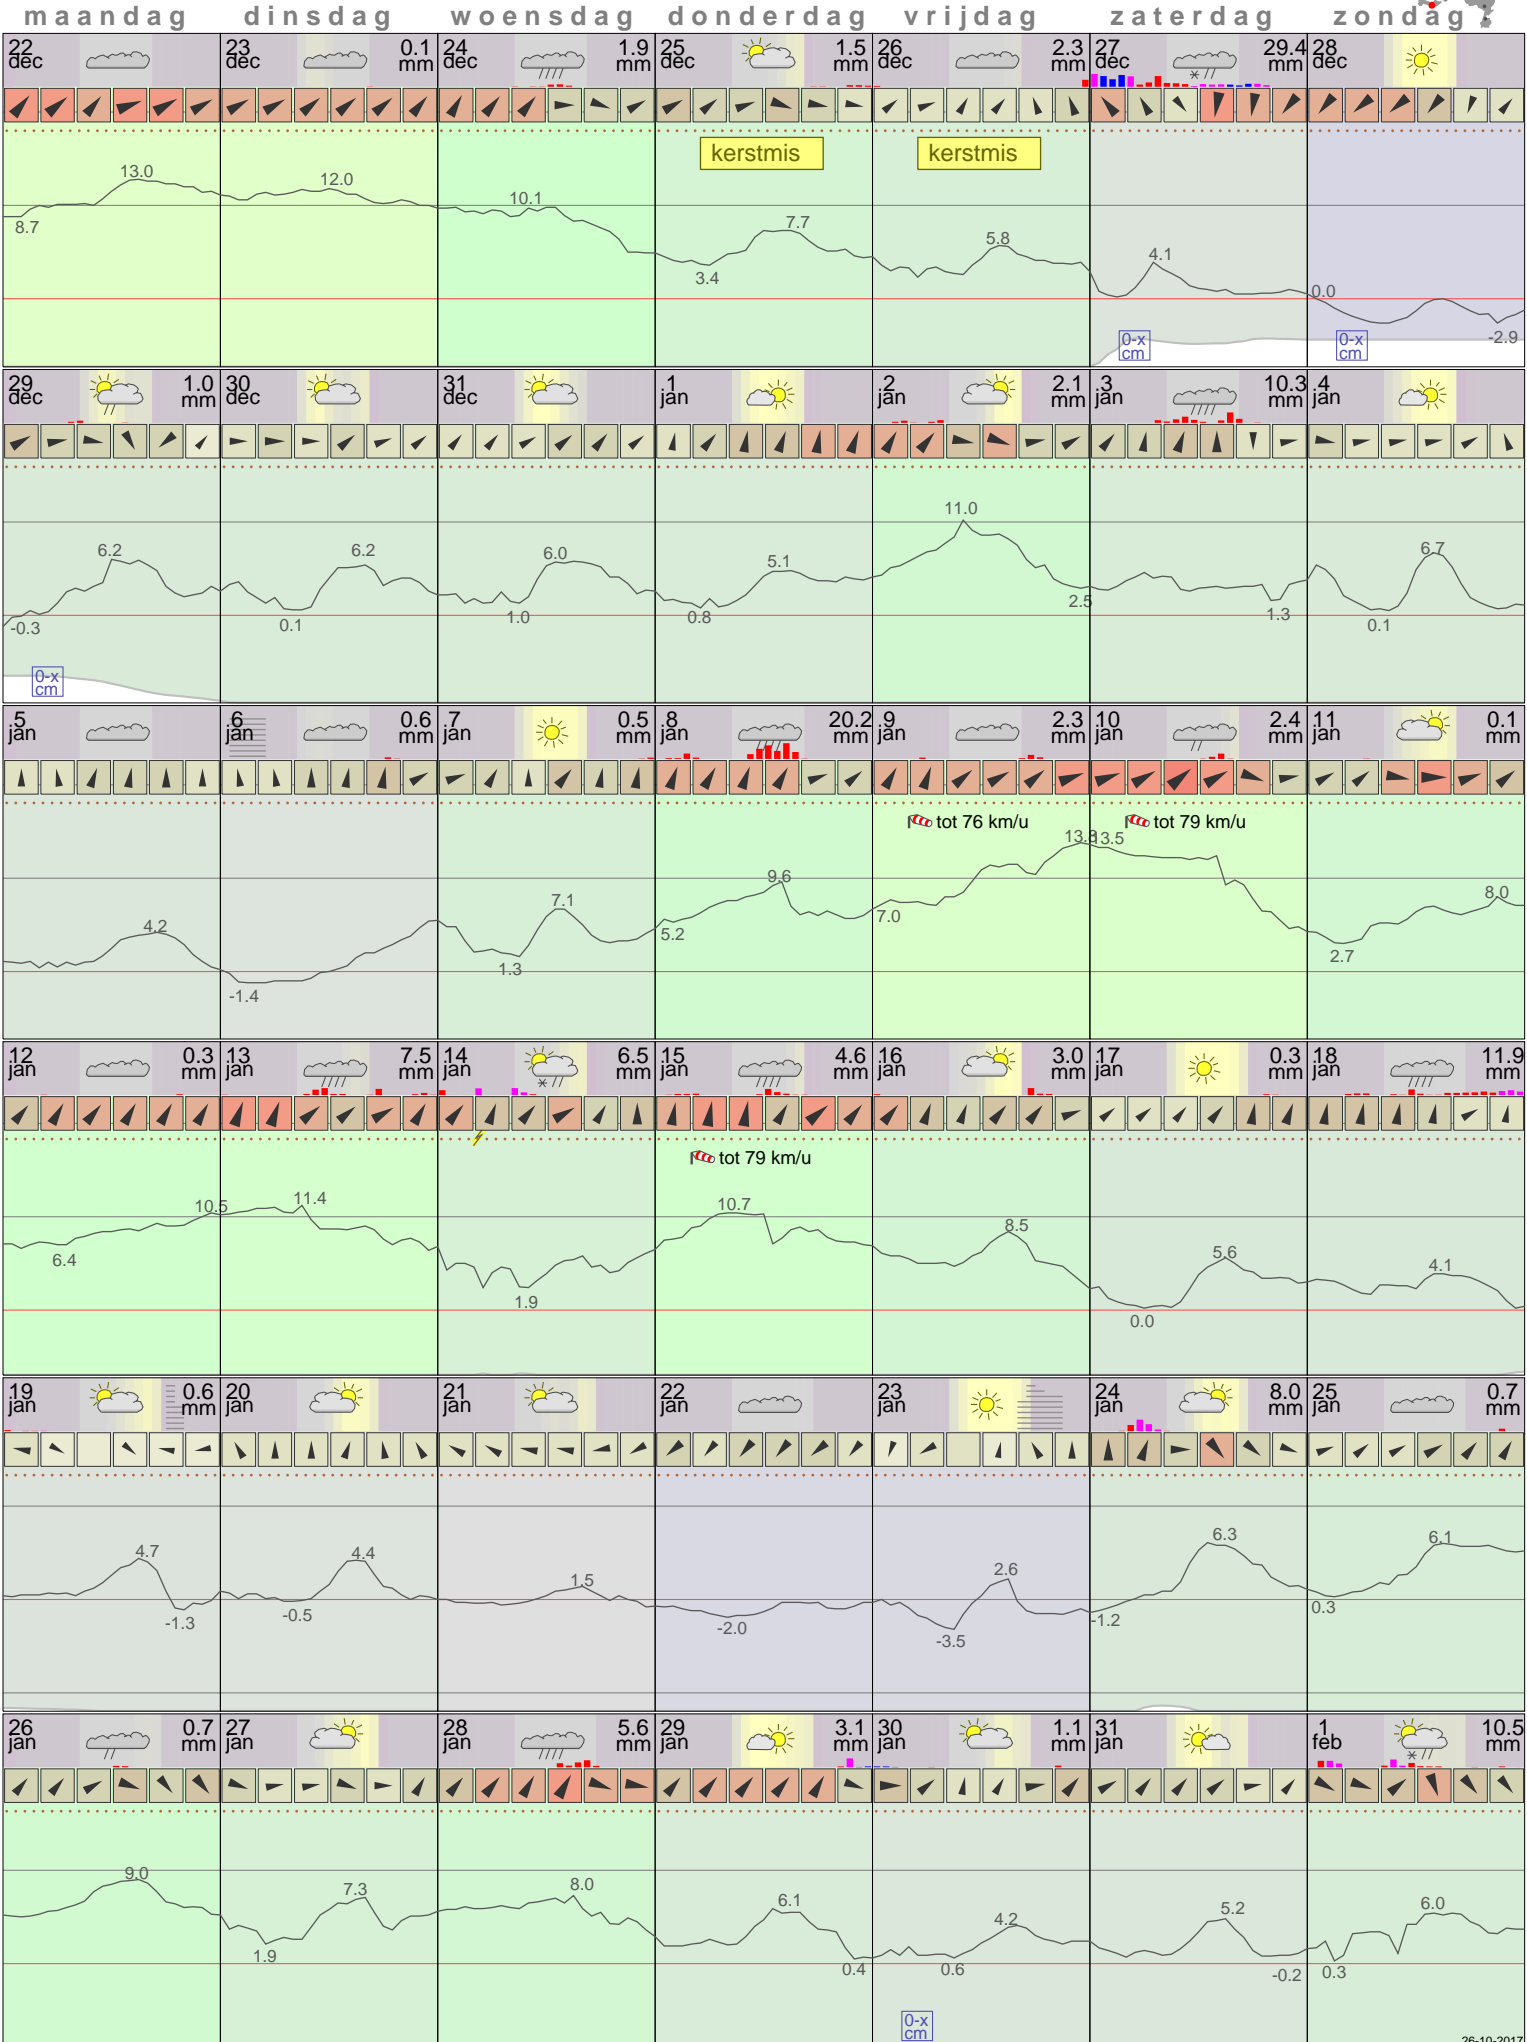 maandag dinsdag woensdag donderdag vrijdag zaterdag zondag
22 23 0.1 24 1.9 25 1.5 26 2.3 27 29.4 28
dec dec mm dec mm dec mm dec mm dec mm dec
kerstmis kerstmis
13.0 12.0 10.1 7.7 5.8 4.1
8.7 3.4 0.0 -2.9
0-x 0-x
cm cm
29 1.0 30 31 1 2 2.1 3 10.3 4
dec mm dec dec jan jan mm jan mm jan
6.2 6.2 6.0 5.1 11.0 6.7
-0.3 0.1 1.0 0.8 2.5 1.3 0.1
0-x
cm
5 6 0.6 7 0.5 8 20.2 9 2.3 10 2.4 11 0.1
jan jan mm jan mm jan mm jan mm jan mm jan mm
tot 76 km/u tot 79 km/u
4.2 7.1 9.6 13.5 8.0
-1.4 1.3 5.2 7.0 2.7
12 0.3 13 7.5 14 6.5 15 4.6 16 3.0 17 0.3 18 11.9
jan mm jan mm jan mm jan mm jan mm jan mm jan mm
tot 79 km/u
10.5 11.4 10.7 8.5 5.6 4.1
6.4 1.9 0.0
19 0.6 20 21 22 23 24 8.0 25 0.7
jan mm jan jan jan jan jan mm jan mm
4.7 4.4 1.5 2.6 6.3 6.1
-1.3 -0.5 -2.0 -3.5 -1.2 0.3
26 0.7 27 28 5.6 29 3.1 30 1.1 31 1 10.5
jan mm jan jan mm jan mm jan mm jan feb mm
9.0 7.3 8.0 6.1 4.2 5.2 6.0
1.9 0.4 0.6 -0.2 0.3
0-x
cm
26-10-2017